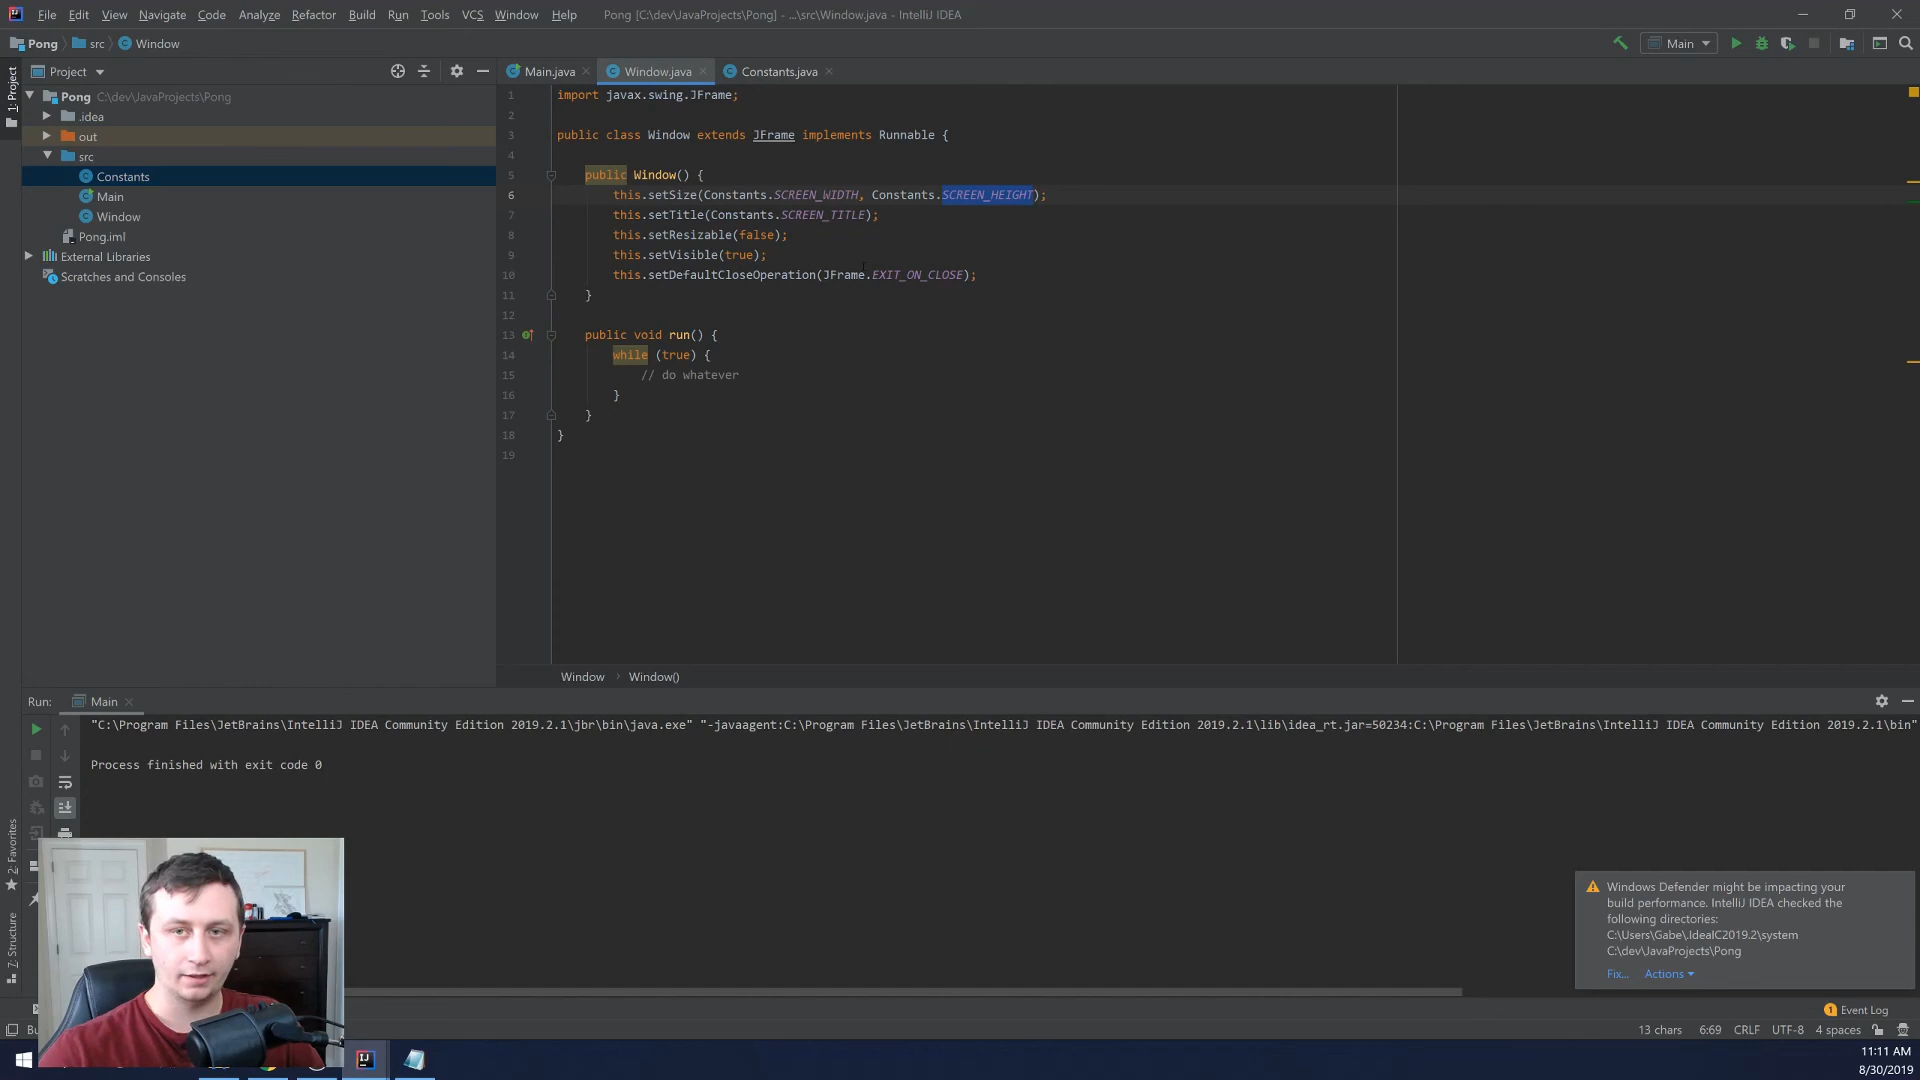 File Edit View Navigate Code Analyze Refactor Build Run Tools VCS Window Help Pong [C:\dev\JavaProjects\Pong] - ...\src\Window.java - IntelliJ IDEA
Pong src Window Main
1: Project
Project
Main.java Window.java Constants.java
Pong C:\dev\JavaProjects\Pong
.idea
out
src
Constants
Main
Window
Pong.iml
External Libraries
Scratches and Consoles
1 import javax.swing.JFrame;
2
3 public class Window extends JFrame implements Runnable {
4
5 public Window() {
6 this.setSize(Constants.SCREEN_WIDTH, Constants.SCREEN_HEIGHT);
7 this.setTitle(Constants.SCREEN_TITLE);
8 this.setResizable(false);
9 this.setVisible(true);
10 this.setDefaultCloseOperation(JFrame.EXIT_ON_CLOSE);
11 }
12
13 public void run() {
14 while (true) {
15 // do whatever
16 }
17 }
18 }
19
Window Window()
Run: Main
"C:\Program Files\JetBrains\IntelliJ IDEA Community Edition 2019.2.1\jbr\bin\java.exe" "-javaagent:C:\Program Files\JetBrains\IntelliJ IDEA Community Edition 2019.2.1\lib\idea_rt.jar=50234:C:\Program Files\JetBrains\IntelliJ IDEA Community Edition 2019.2.1\bin"
Process finished with exit code 0
2: Favorites
7: Structure
Windows Defender might be impacting your
build performance. IntelliJ IDEA checked the
following directories:
C:\Users\Gabe\.IdeaIC2019.2\system
C:\dev\JavaProjects\Pong
Fix... Actions
1 Event Log
13 chars 6:69 CRLF UTF-8 4 spaces
11:11 AM
8/30/2019